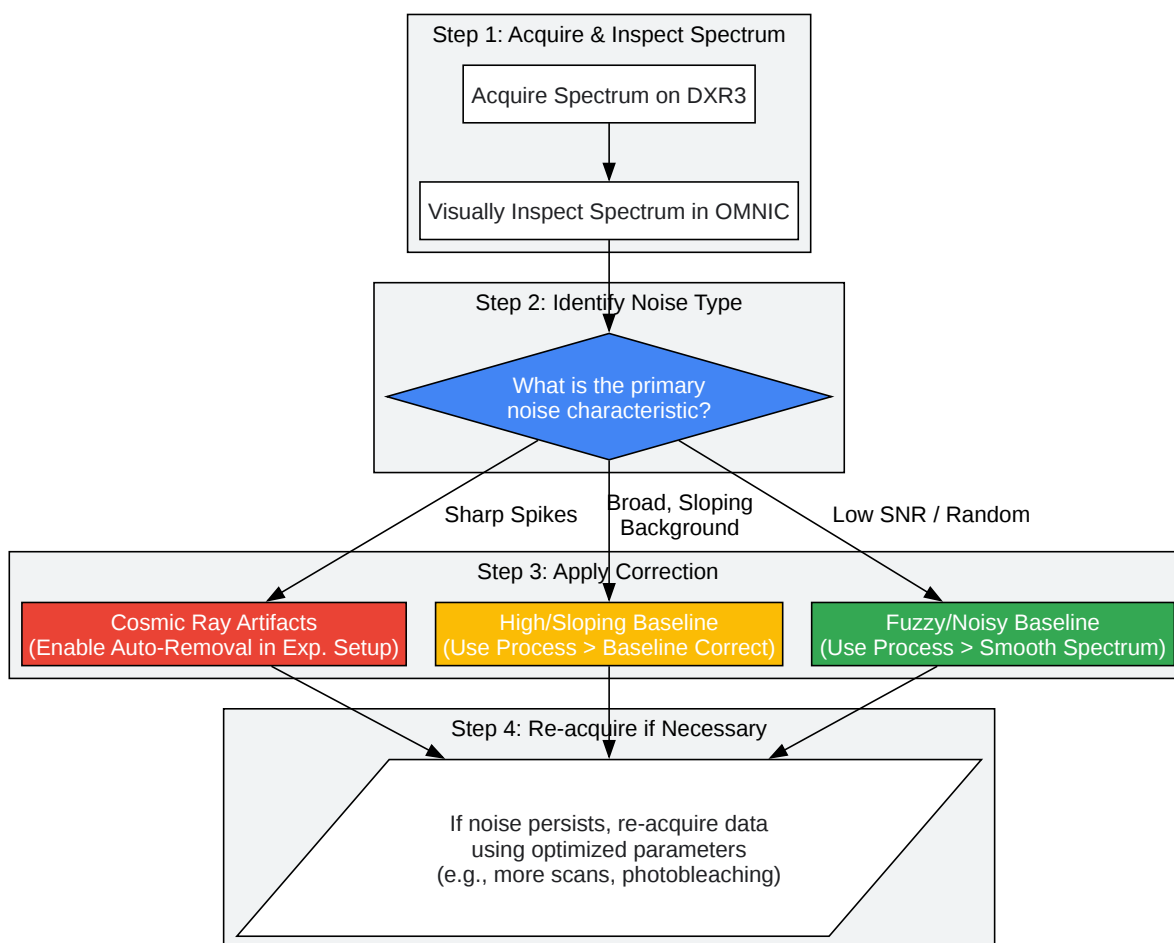 Step 1: Acquire & Inspect Spectrum
Acquire Spectrum on DXR3
Visually Inspect Spectrum in OMNIC
Step 2: Identify Noise Type
What is the primary
noise characteristic?
Sharp Spikes
Broad, Sloping
Background
Low SNR / Random
Step 3: Apply Correction
Cosmic Ray Artifacts
(Enable Auto-Removal in Exp. Setup)
High/Sloping Baseline
(Use Process > Baseline Correct)
Fuzzy/Noisy Baseline
(Use Process > Smooth Spectrum)
Step 4: Re-acquire if Necessary
If noise persists, re-acquire data
using optimized parameters
(e.g., more scans, photobleaching)